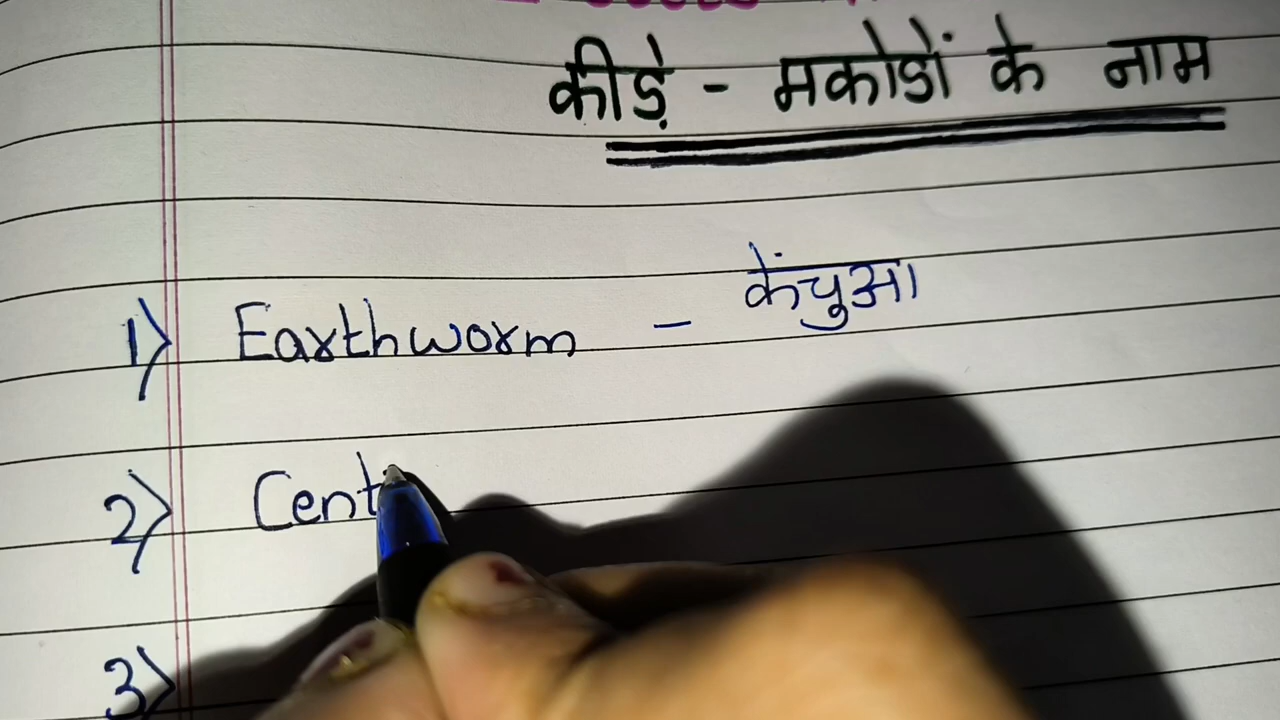 कीड़े - मकोडों के नाम
1) Earthworm - केंचुआ
2) Cent
3)